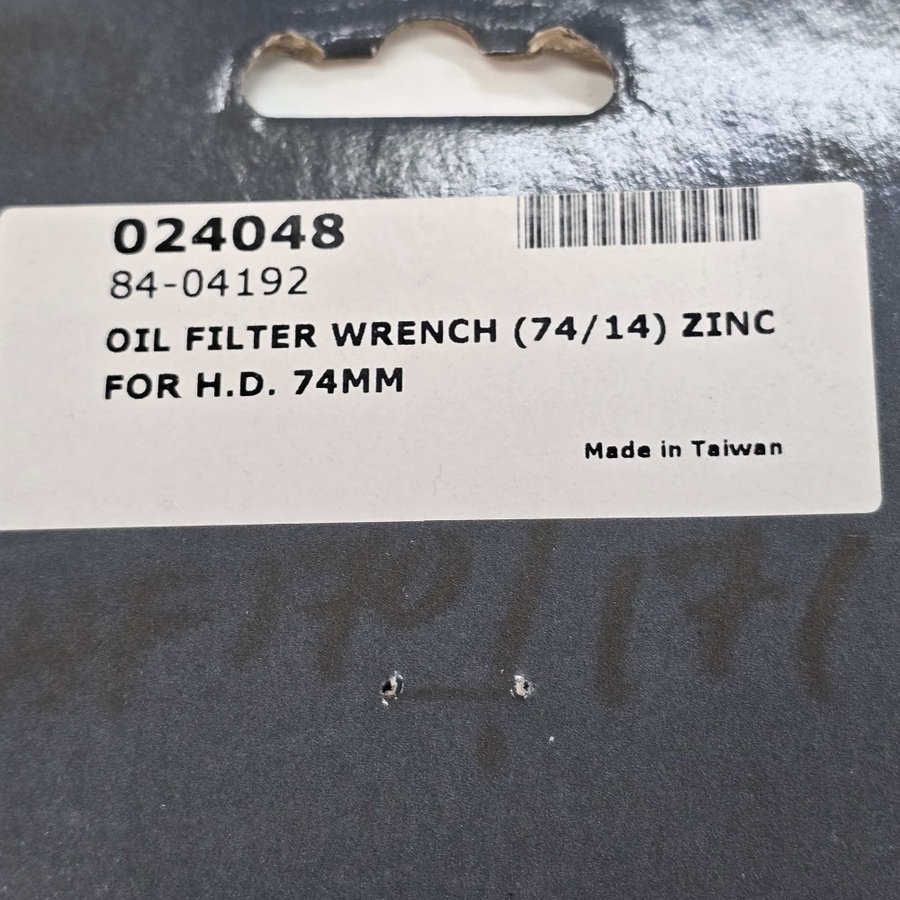 024048
84-04192
OIL FILTER WRENCH (74/14) ZINC
FOR H.D. 74MM
Made in Taiwan